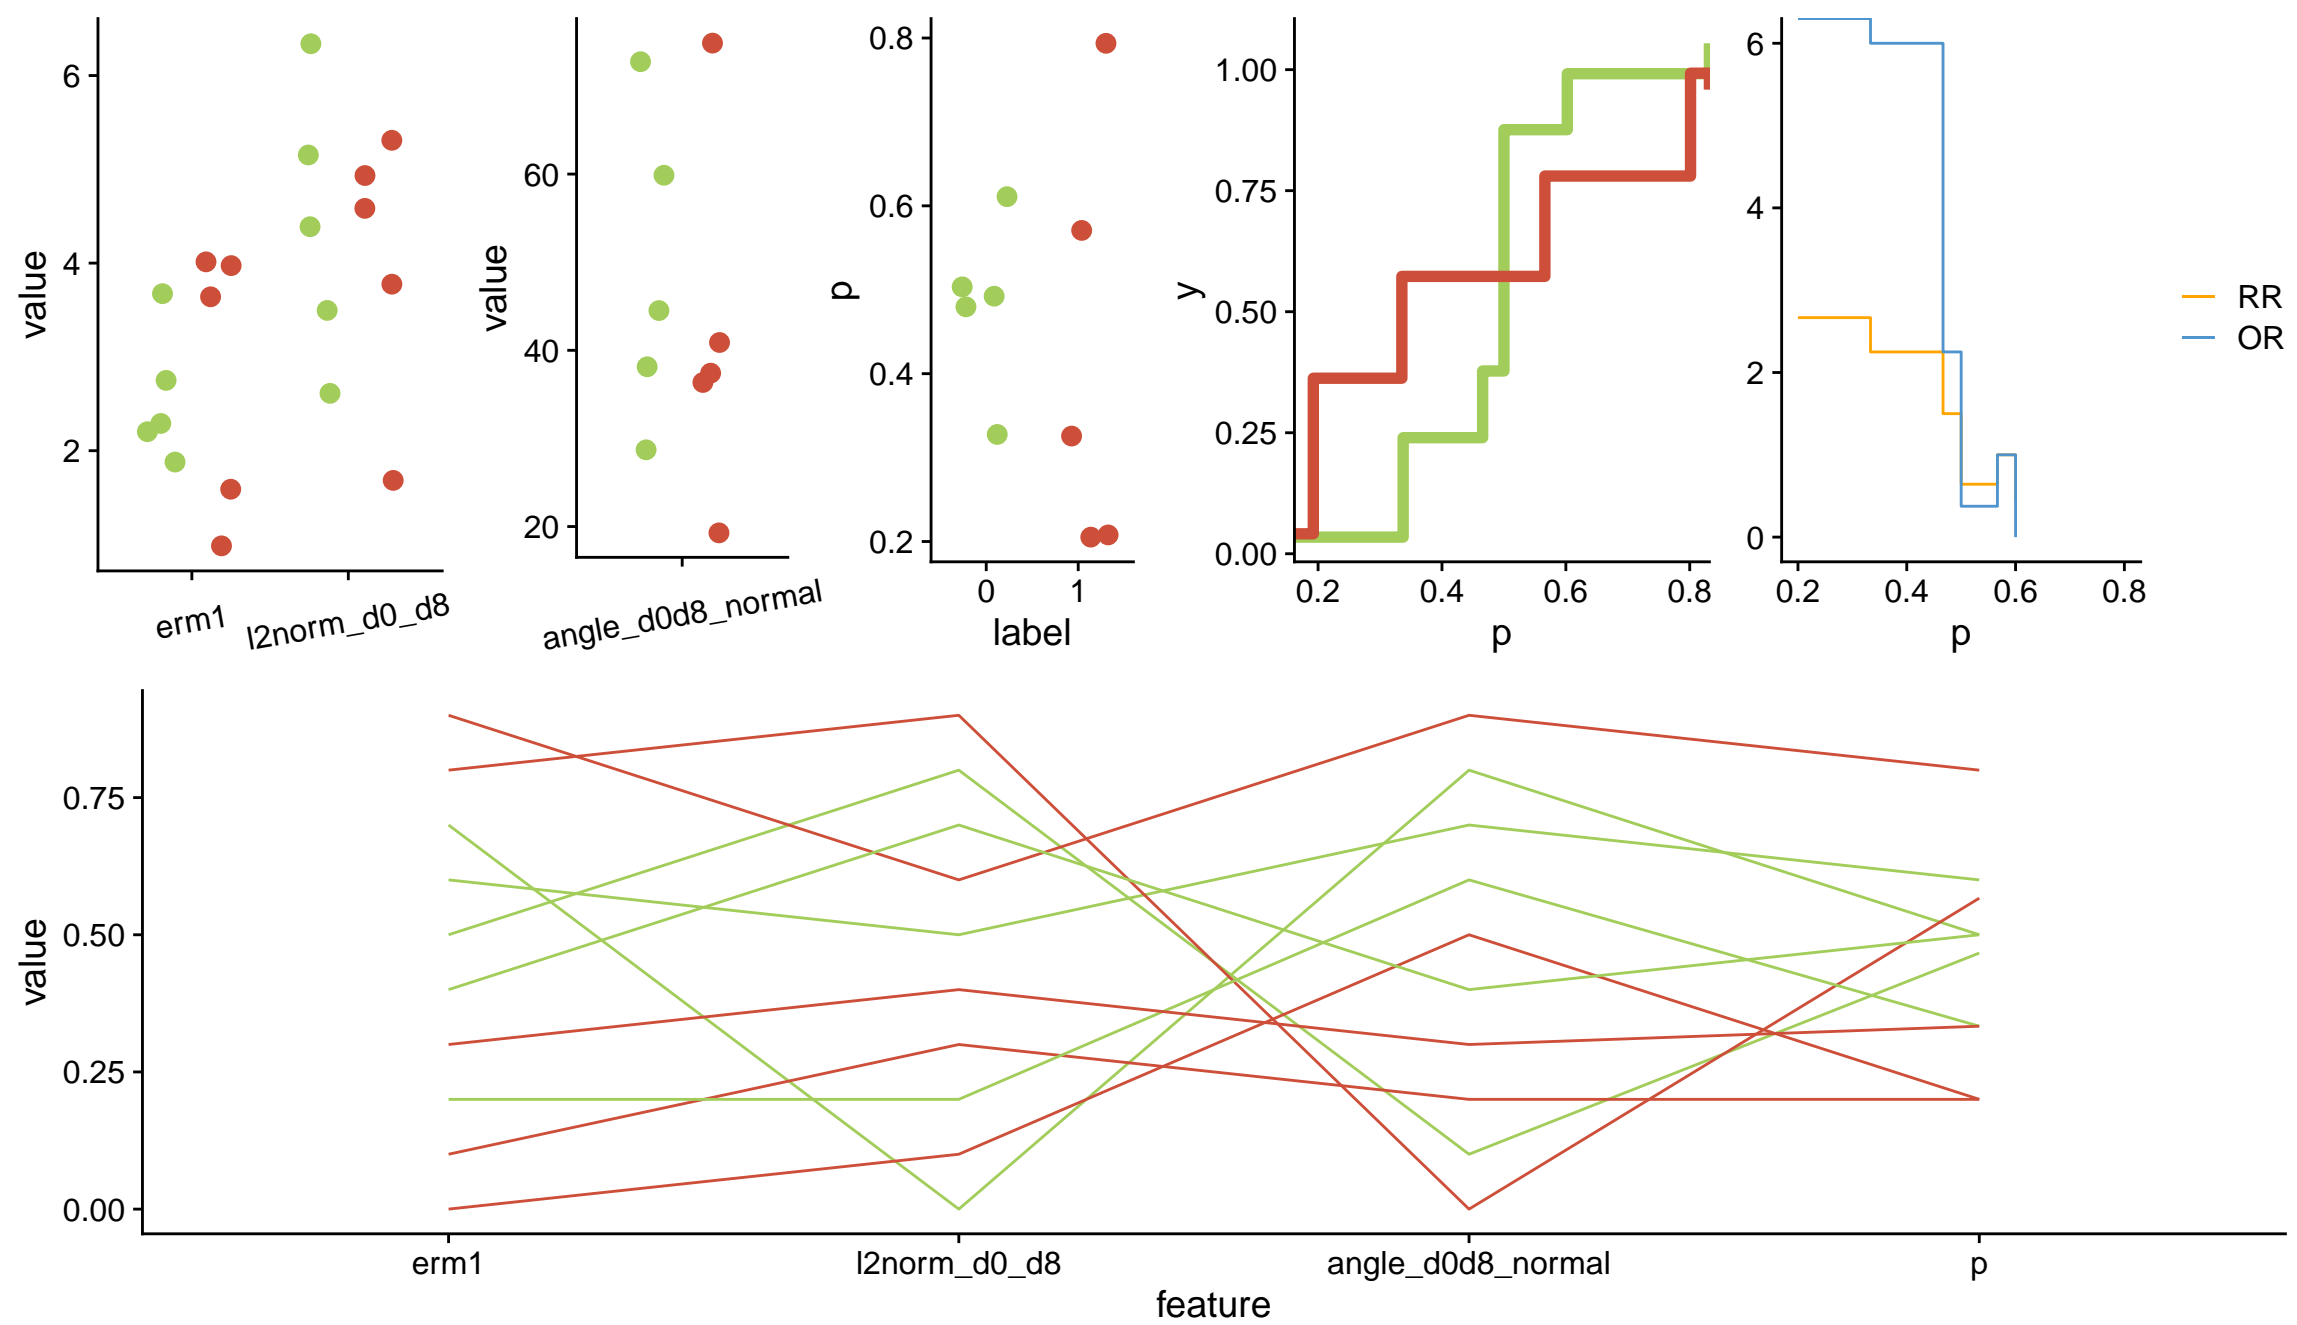 value
6
4
2
erm1
l2norm_d0_d8
value
60
40
20
angle_d0d8_normal
p
0.8
0.6
0.4
0.2
0 1
label
y
1.00
0.75
0.50
0.25
0.00
0.2 0.4 0.6 0.8
p
6
4
2
0
0.2 0.4 0.6 0.8
p
RR
OR
value
0.75
0.50
0.25
0.00
erm1 l2norm_d0_d8 angle_d0d8_normal p
feature